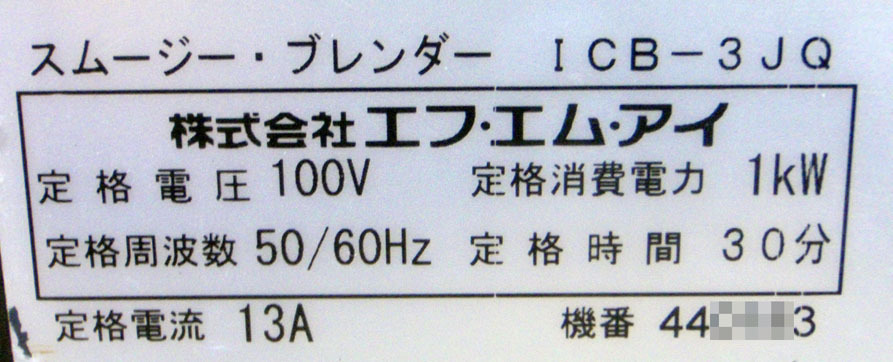 スムージー・ブレンダー ICB-3JQ
株式会社エフ・エム・アイ
定格電圧 100V 定格消費電力 1kW
定格周波数 50/60Hz 定格時間 30分
定格電流 13A 機番